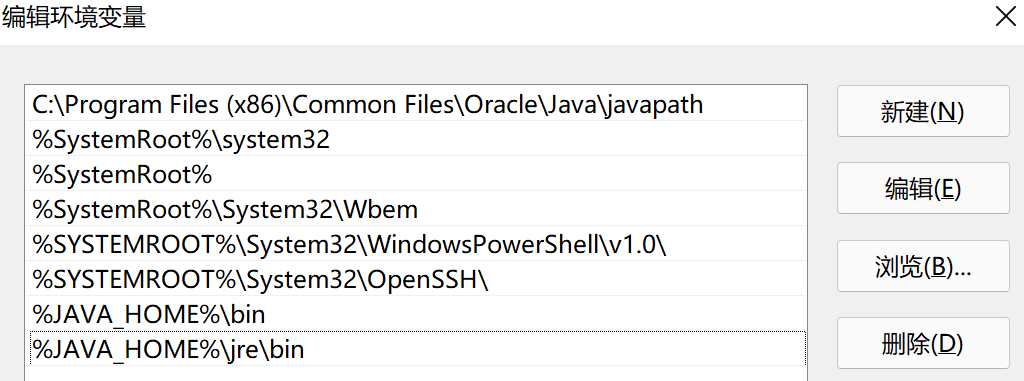 编辑环境变量
C:\Program Files (x86)\Common Files\Oracle\Java\javapath
新建(N)
%SystemRoot%\system32
%SystemRoot%
编辑(E)
%SystemRoot%\System32\Wbem
%SYSTEMROOT%\System32\WindowsPowerShell\v1.0\
浏览(B)...
%SYSTEMROOT%\System32\OpenSSH\
%JAVA_HOME%\bin
%JAVA_HOME%\jre\bin
删除(D)